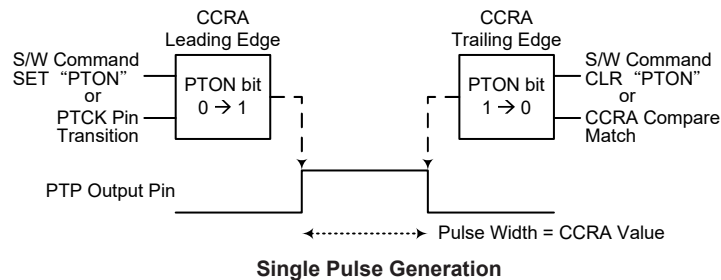 CCRA
Leading Edge
S/W Command
SET “PTON”
or
PTCK Pin
Transition
PTON bit
0 → 1
CCRA
Trailing Edge
PTON bit
1 → 0
S/W Command
CLR “PTON”
or
CCRA Compare
Match
PTP Output Pin
Pulse Width = CCRA Value
Single Pulse Generation